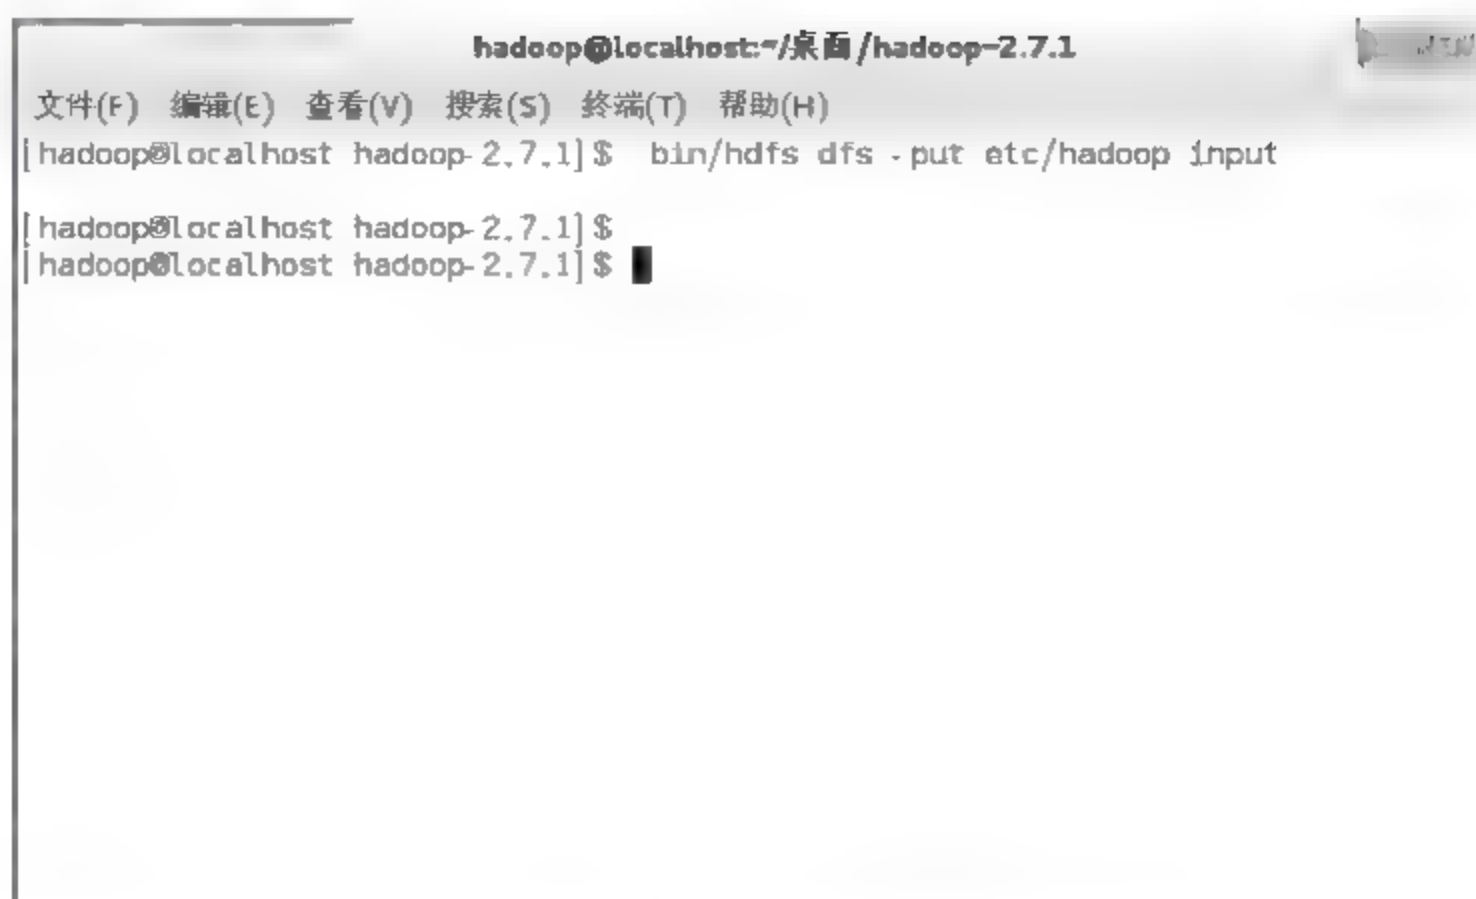 hadoop@localhost:~/桌面/hadoop-2.7.1
文件(F) 编辑(E) 查看(V) 搜索(S) 终端(T) 帮助(H)
[hadoop@localhost hadoop-2.7.1]$  bin/hdfs dfs -put etc/hadoop input
[hadoop@localhost hadoop-2.7.1]$
[hadoop@localhost hadoop-2.7.1]$